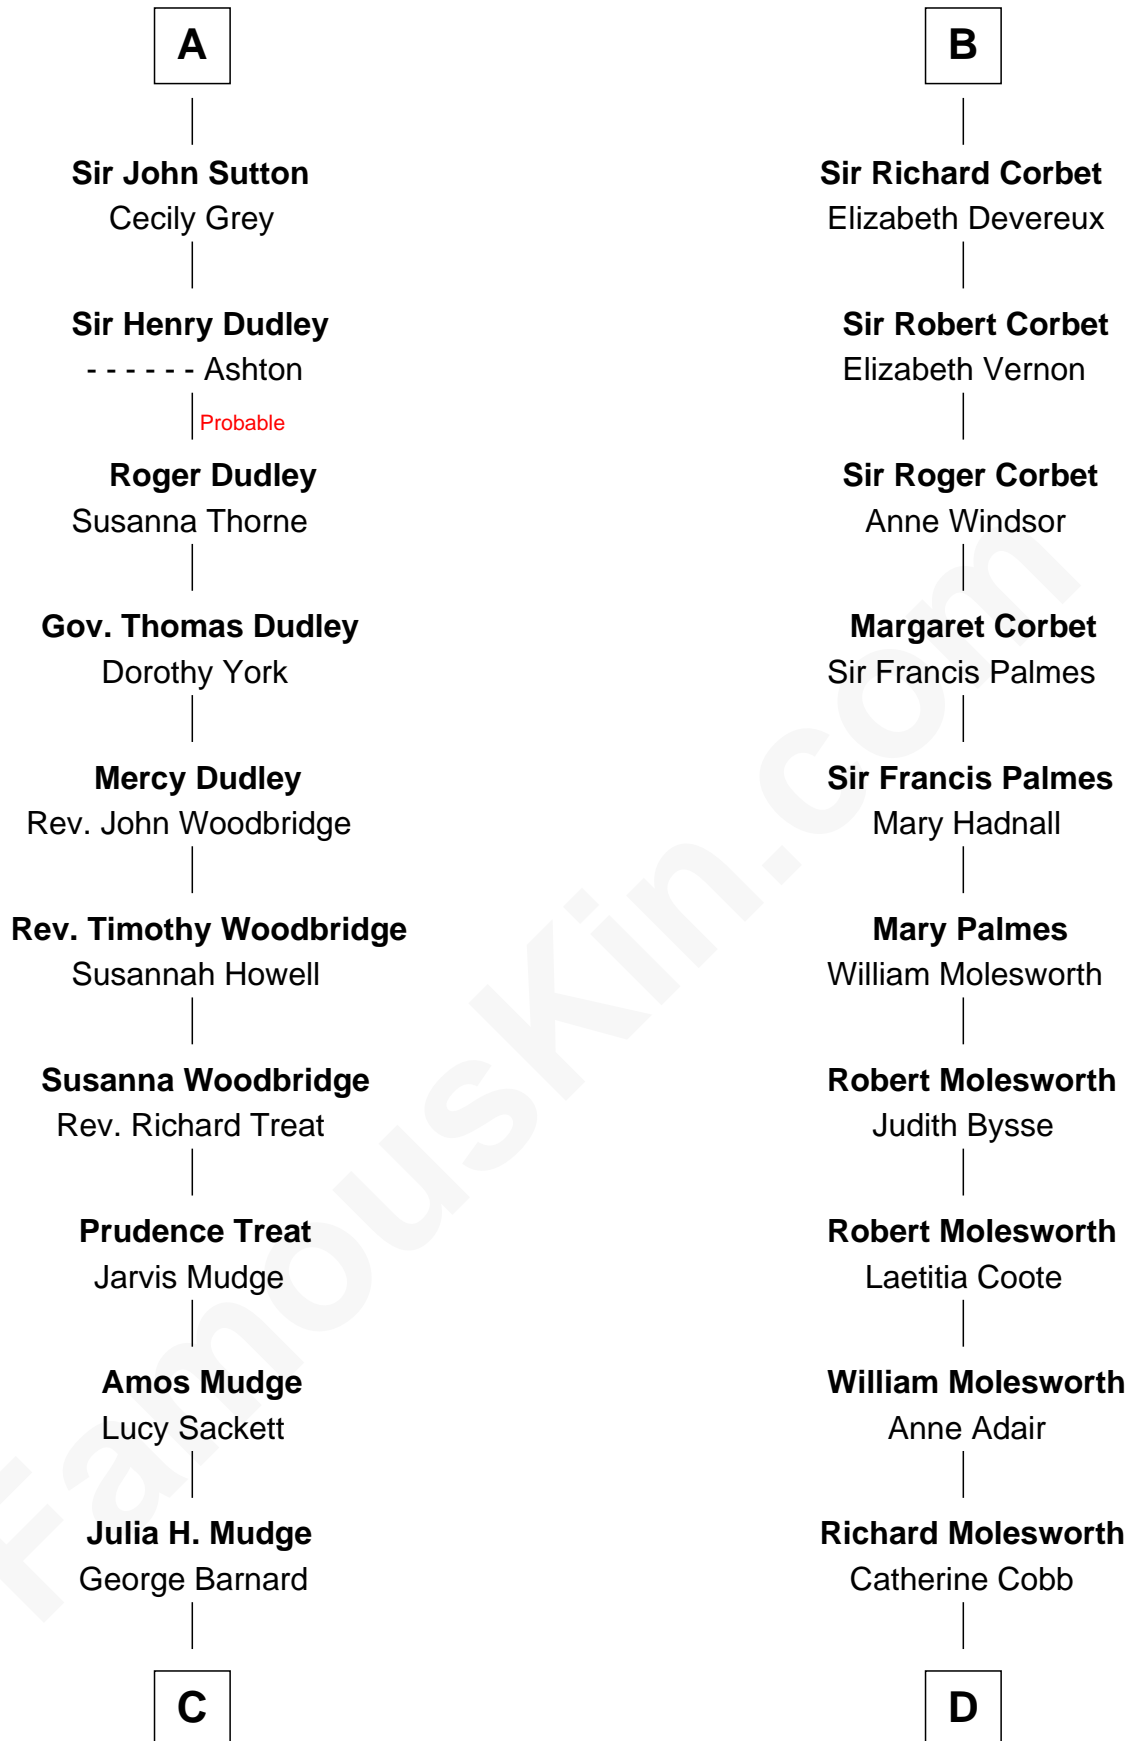 A
Sir John Sutton
Cecily Grey
Sir Henry Dudley
- - - - - - Ashton
Probable
Roger Dudley
Susanna Thorne
Gov. Thomas Dudley
Dorothy York
Mercy Dudley
Rev. John Woodbridge
Rev. Timothy Woodbridge
Susannah Howell
Susanna Woodbridge
Rev. Richard Treat
Prudence Treat
Jarvis Mudge
Amos Mudge
Lucy Sackett
Julia H. Mudge
George Barnard
C
B
Sir Richard Corbet
Elizabeth Devereux
Sir Robert Corbet
Elizabeth Vernon
Sir Roger Corbet
Anne Windsor
Margaret Corbet
Sir Francis Palmes
Sir Francis Palmes
Mary Hadnall
Mary Palmes
William Molesworth
Robert Molesworth
Judith Bysse
Robert Molesworth
Laetitia Coote
William Molesworth
Anne Adair
Richard Molesworth
Catherine Cobb
D
FamousKin.com